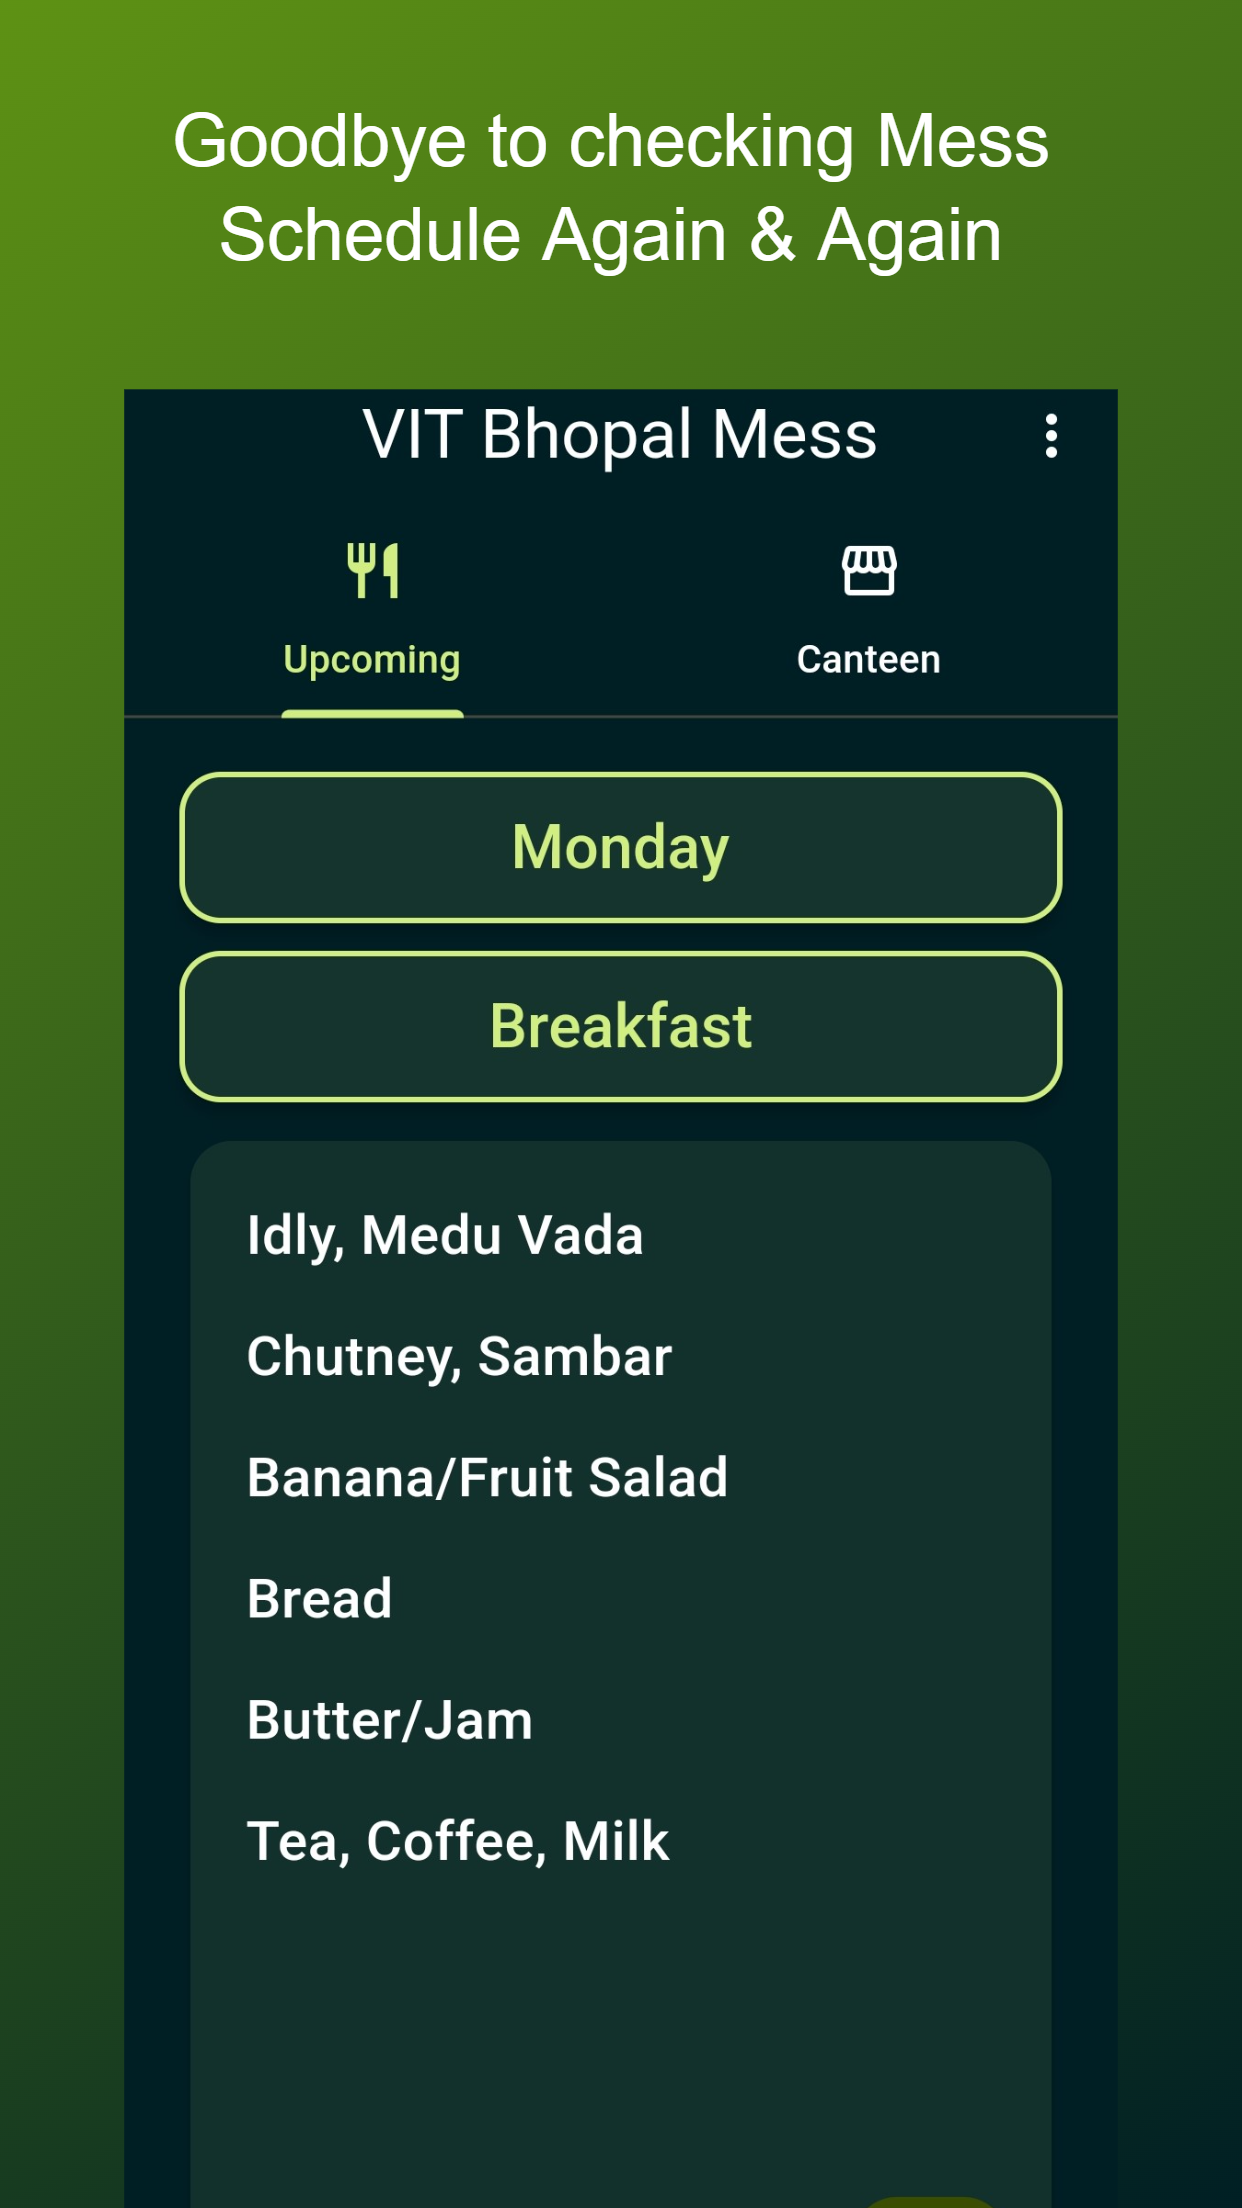 Goodbye to checking Mess
Schedule Again & Again
VIT Bhopal Mess
Upcoming
Canteen
Monday
Breakfast
Idly, Medu Vada
Chutney, Sambar
Banana/Fruit Salad
Bread
Butter/Jam
Tea, Coffee, Milk